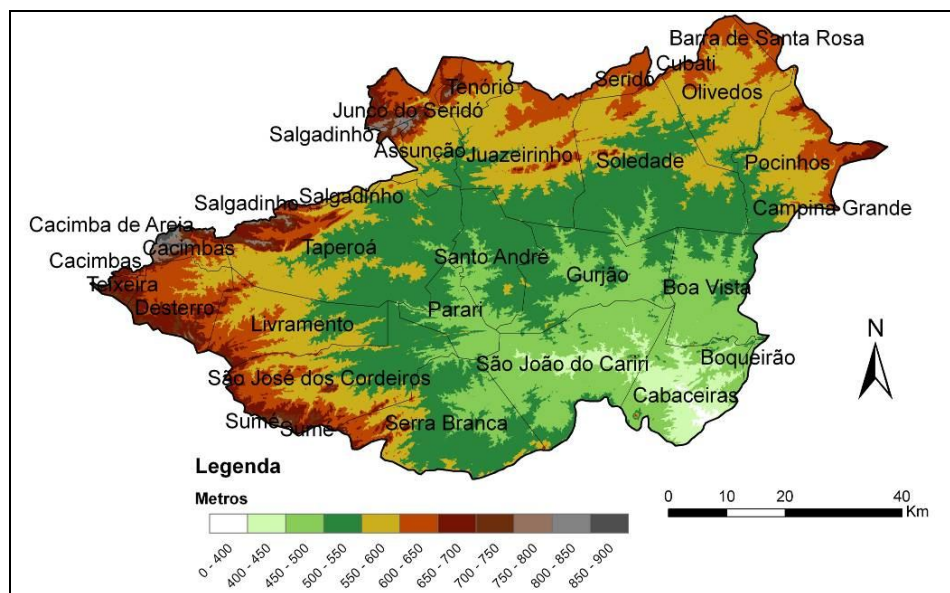 Barra de Santa Rosa
Cubati
Seridó
Olivedos
Tenório
Junco do Seridó
Salgadinho
Assunção
Juazeirinho
Soledade
Pocinhos
Salgadinho
Salgadinho
Campina Grande
Cacimba de Areia
Cacimbas
Taperoá
Santo André
Cacimbas
Gurjão
Teixeira
Boa Vista
Desterro
Parari
Livramento
São João do Cariri
Boqueirão
São José dos Cordeiros
Cabaceiras
Sumé
Sumé
Serra Branca
N
Legenda
Metros
0 - 400
400 - 450
450 - 500
500 - 550
550 - 600
600 - 650
650 - 700
700 - 750
750 - 800
800 - 850
850 - 900
0 10 20 40
Km